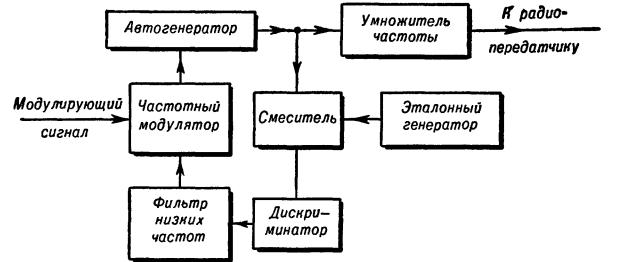 Автогенератор
Умножитель
частоты
К радио-
передатчику
Модулирующий
сигнал
Частотный
модулятор
Смеситель
Эталонный
генератор
Фильтр
низких
частот
Дискри-
минатор